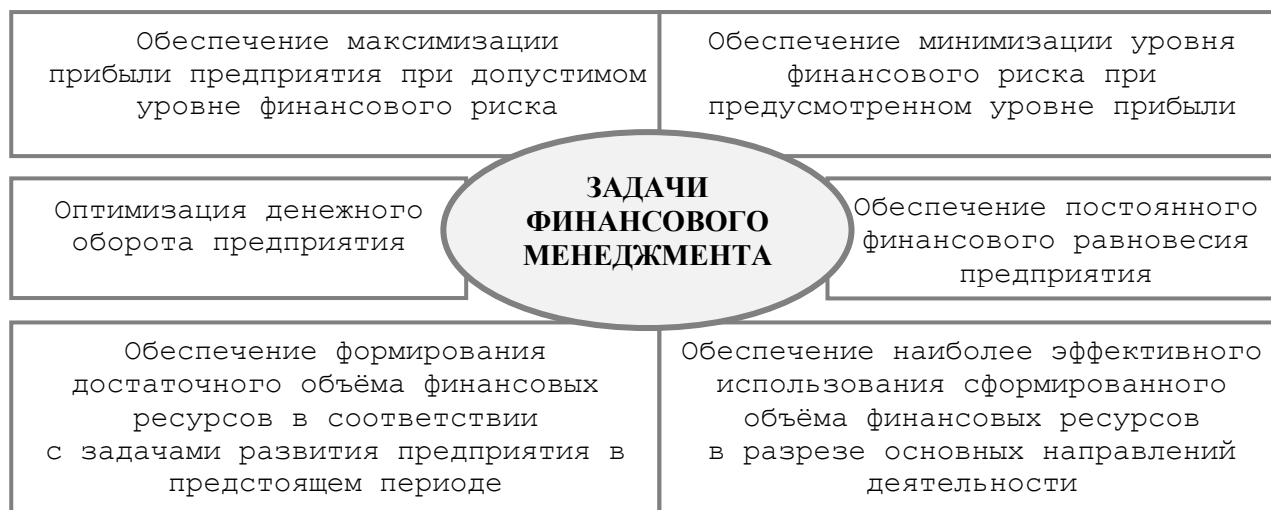 Обеспечение максимизации
прибыли предприятия при допустимом
уровне финансового риска
Обеспечение минимизации уровня
финансового риска при
предусмотренном уровне прибыли
Оптимизация денежного
оборота предприятия
ЗАДАЧИ
ФИНАНСОВОГО
МЕНЕДЖМЕНТА
Обеспечение постоянного
финансового равновесия
предприятия
Обеспечение формирования
достаточного объёма финансовых
ресурсов в соответствии
с задачами развития предприятия в
предстоящем периоде
Обеспечение наиболее эффективного
использования сформированного
объёма финансовых ресурсов
в разрезе основных направлений
деятельности